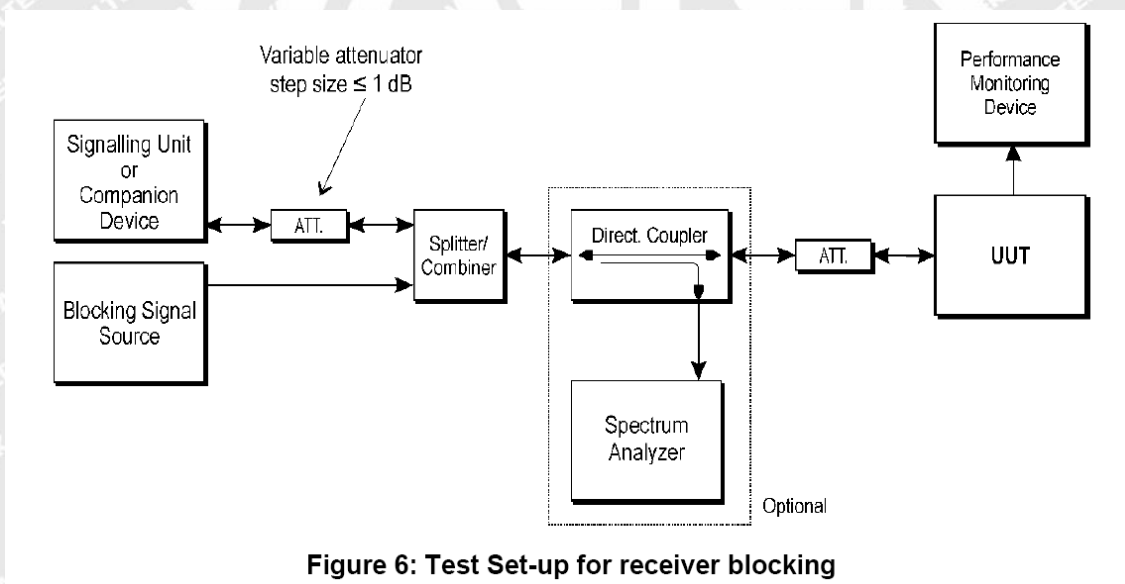 Variable attenuator
step size ≤ 1 dB
Performance
Monitoring
Device
Signalling Unit
or
Companion
Device
ATT.
Splitter/
Combiner
Direct. Coupler
ATT.
UUT
Blocking Signal
Source
Spectrum
Analyzer
Optional
Figure 6: Test Set-up for receiver blocking